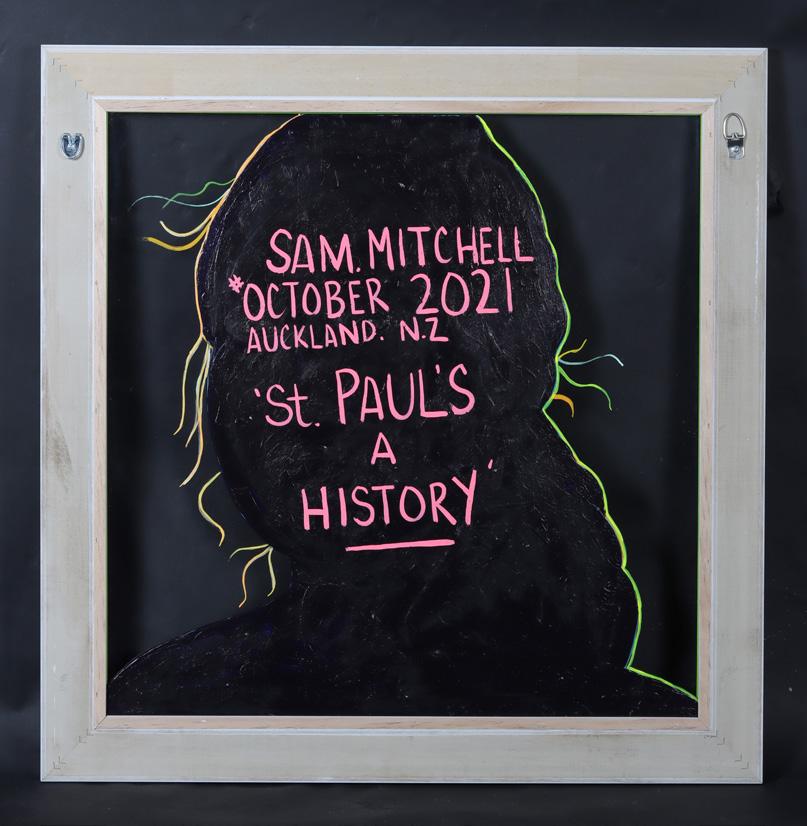 SAM. MITCHELL
*OCTOBER 2021
AUCKLAND. N.Z
'St. PAUL'S
A
HISTORY'